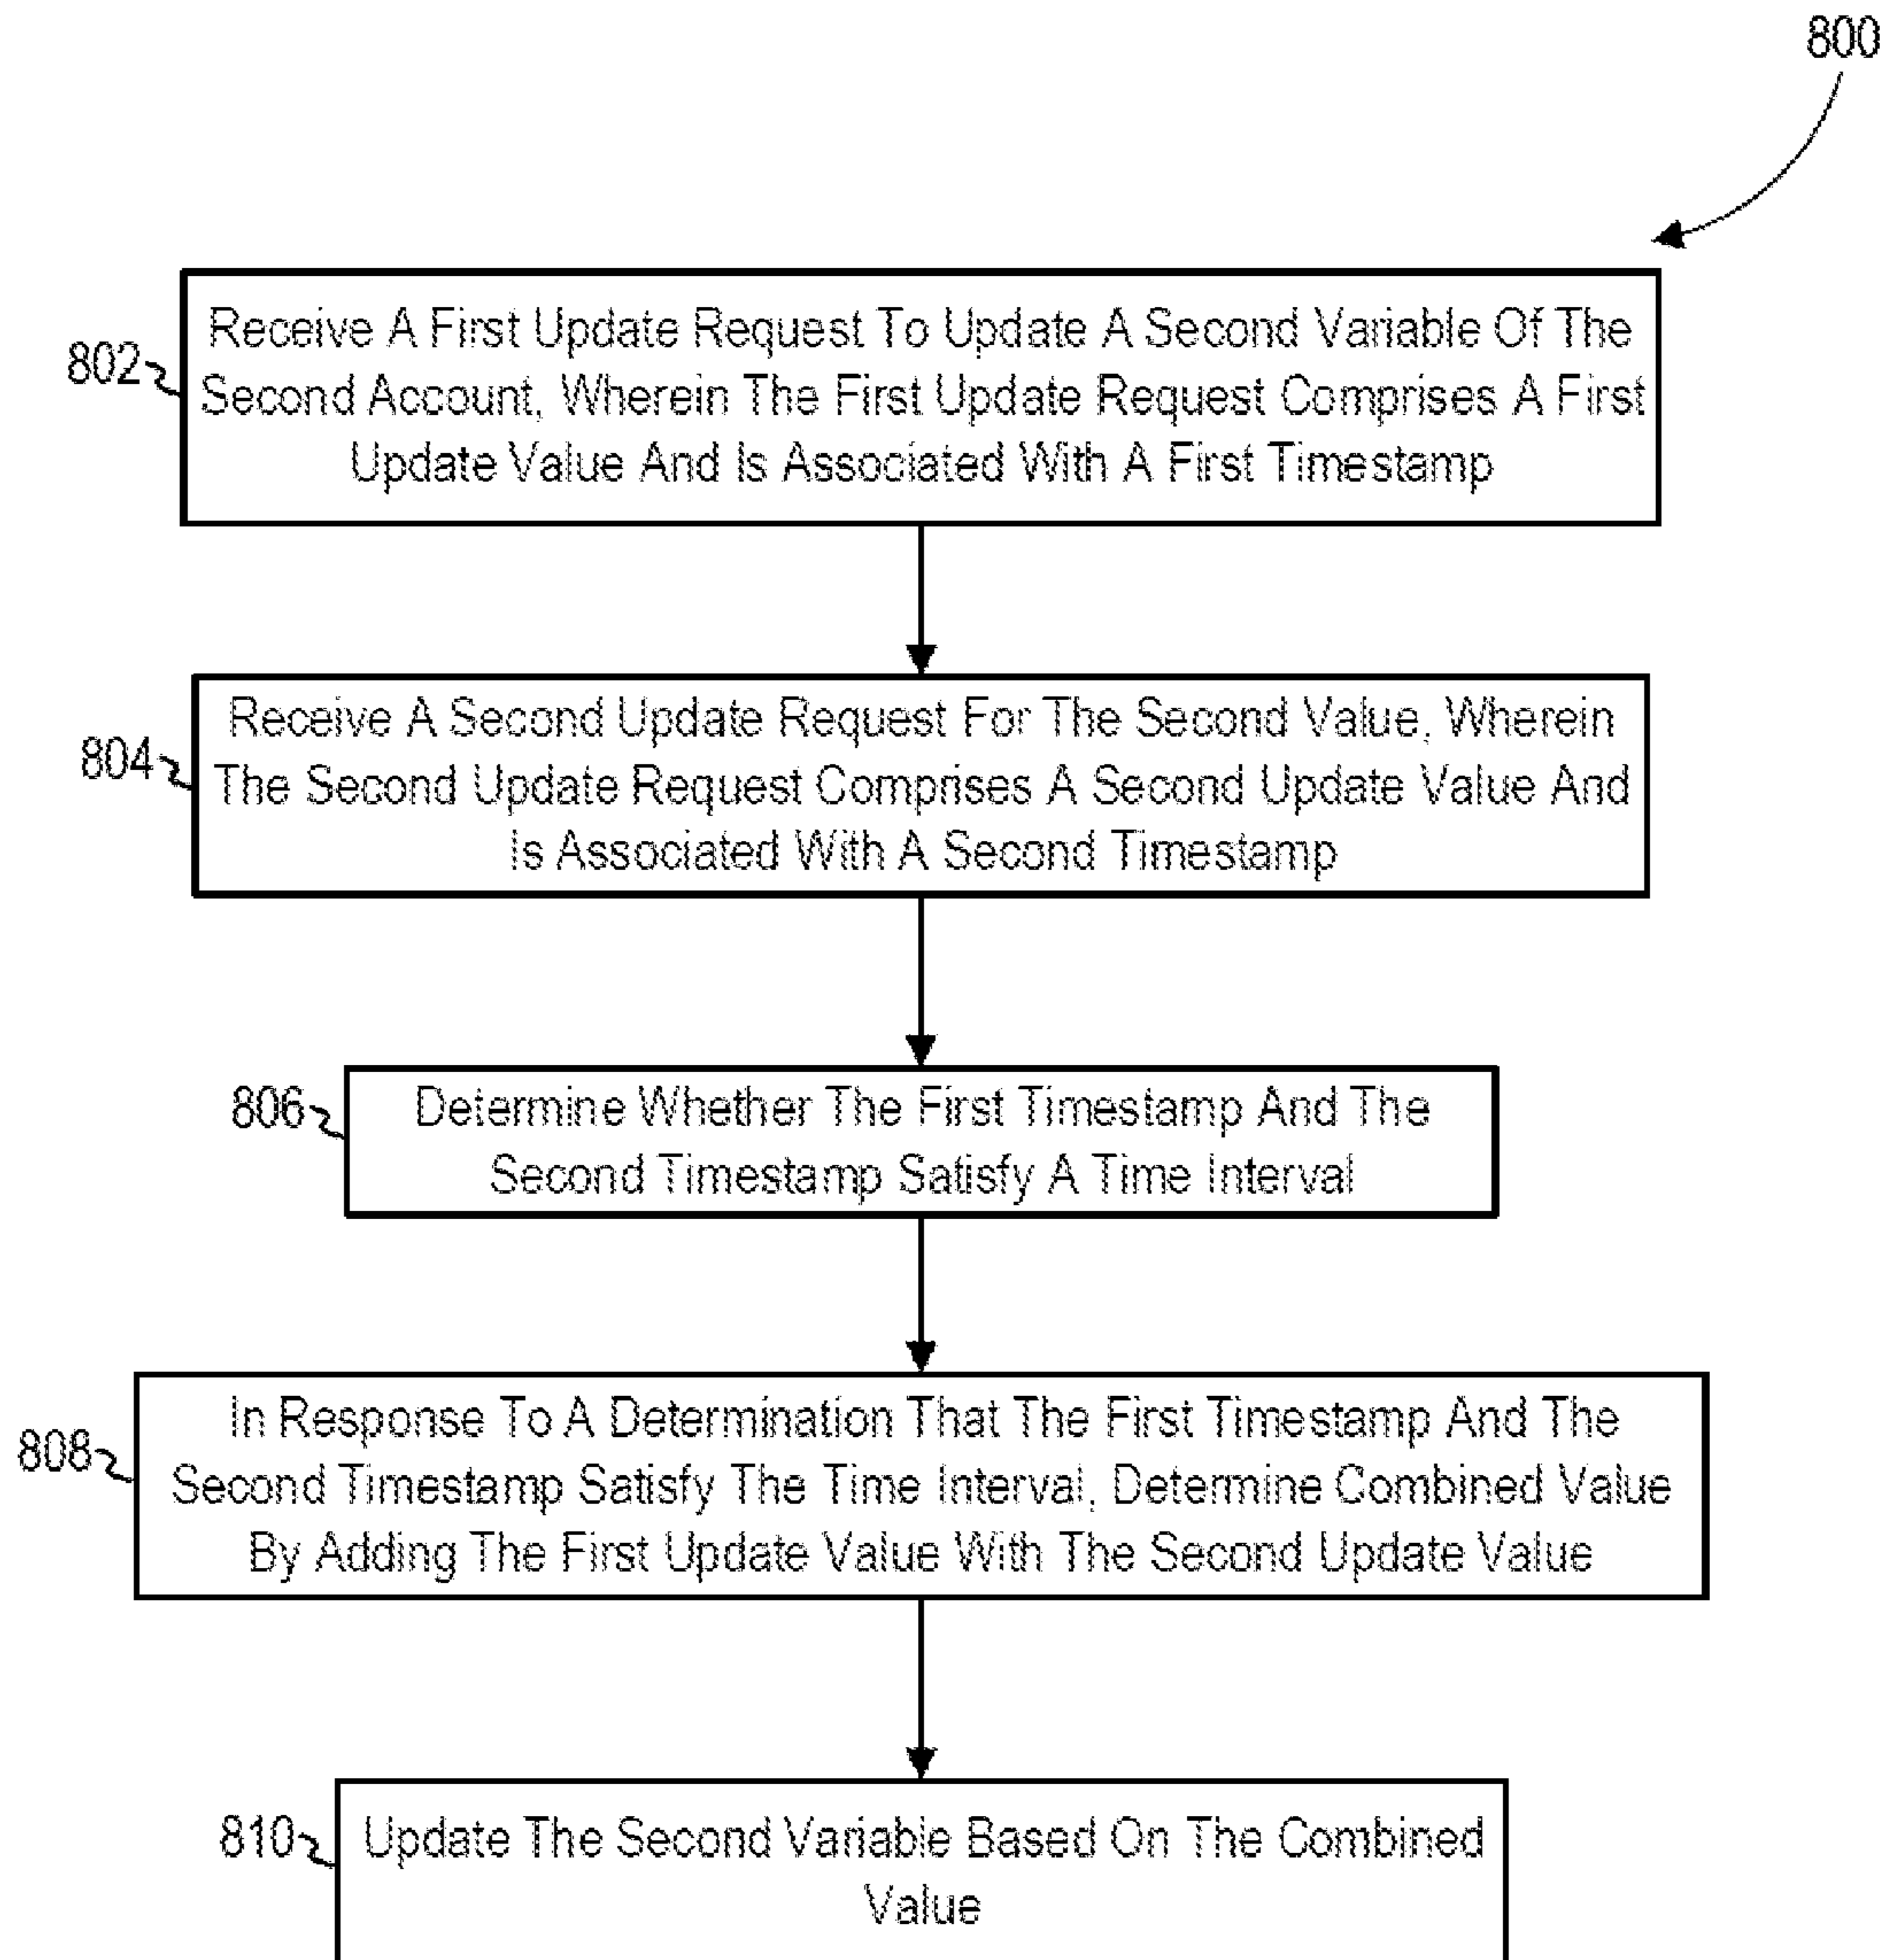 800
802
Receive A First Update Request To Update A Second Variable Of The
Second Account, Wherein The First Update Request Comprises A First
Update Value And Is Associated With A First Timestamp
804
Receive A Second Update Request For The Second Value, Wherein
The Second Update Request Comprises A Second Update Value And
Is Associated With A Second Timestamp
806
Determine Whether The First Timestamp And The
Second Timestamp Satisfy A Time Interval
808
In Response To A Determination That The First Timestamp And The
Second Timestamp Satisfy The Time Interval, Determine Combined Value
By Adding The First Update Value With The Second Update Value
810
Update The Second Variable Based On The Combined
Value